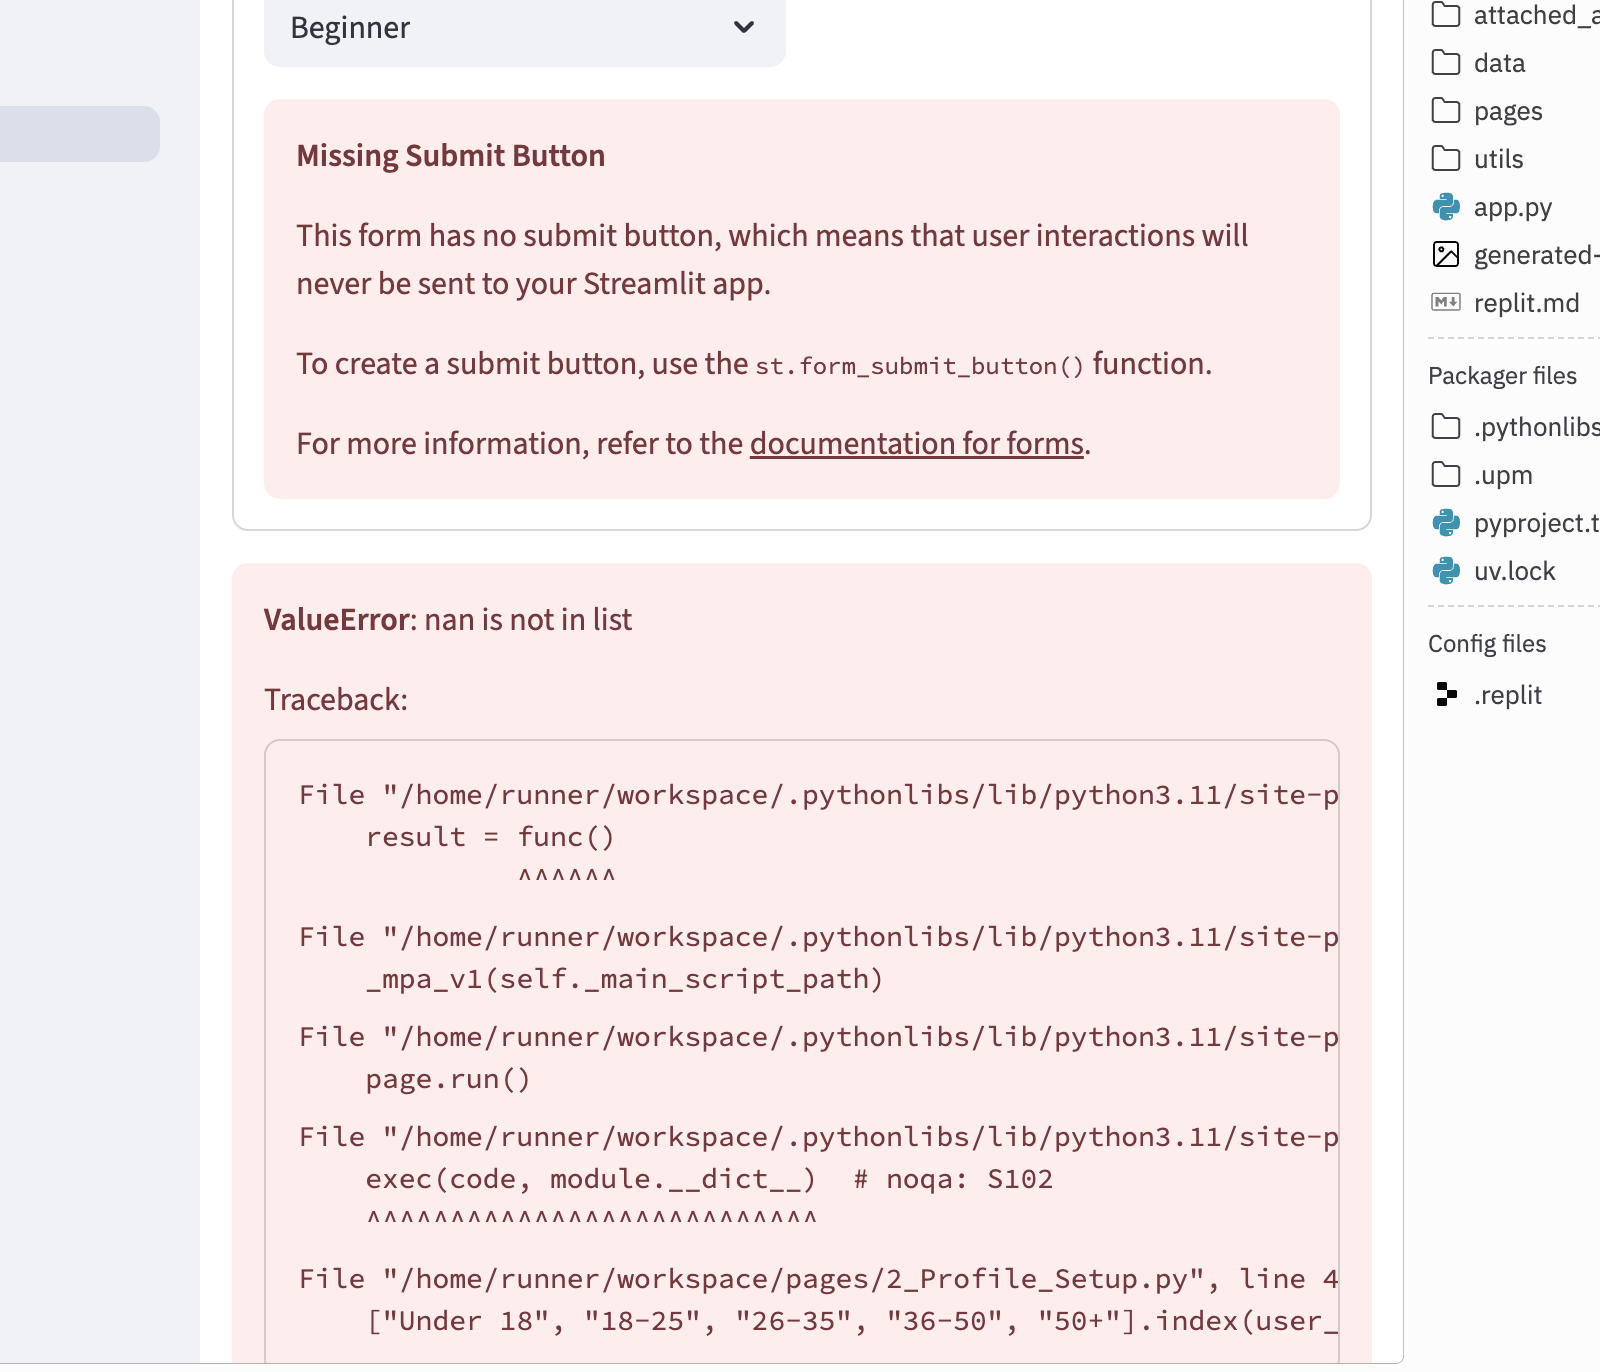 Beginner
Missing Submit Button
This form has no submit button, which means that user interactions will
never be sent to your Streamlit app.
To create a submit button, use the st.form_submit_button() function.
For more information, refer to the documentation for forms.
ValueError: nan is not in list
Traceback:
File "/home/runner/workspace/.pythonlibs/lib/python3.11/site-p
result = func()
^^^^^^
File "/home/runner/workspace/.pythonlibs/lib/python3.11/site-p
_mpa_v1(self._main_script_path)
File "/home/runner/workspace/.pythonlibs/lib/python3.11/site-p
page.run()
File "/home/runner/workspace/.pythonlibs/lib/python3.11/site-p
exec(code, module.__dict__)  # noqa: S102
^^^^^^^^^^^^^^^^^^^^^^^^^^^
File "/home/runner/workspace/pages/2_Profile_Setup.py", line 4
["Under 18", "18-25", "26-35", "36-50", "50+"].index(user_
attached_a
data
pages
utils
app.py
generated-
replit.md
Packager files
.pythonlibs
.upm
pyproject.t
uv.lock
Config files
.replit